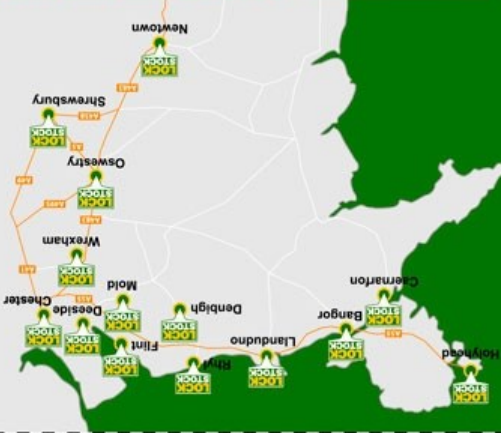 LOCK
STOCK
Holyhead
LOCK
STOCK
Rhyl
LOCK
STOCK
Llandudno
LOCK
STOCK
Flint
LOCK
STOCK
Bangor
A55
LOCK
STOCK
Deeside
LOCK
STOCK
Chester
LOCK
STOCK
Denbigh
LOCK
STOCK
Mold
LOCK
STOCK
Caernarfon
A55
A41
LOCK
STOCK
Wrexham
A483
A495
LOCK
STOCK
Oswestry
A49
A5
LOCK
STOCK
Shrewsbury
A458
A483
LOCK
STOCK
Newtown